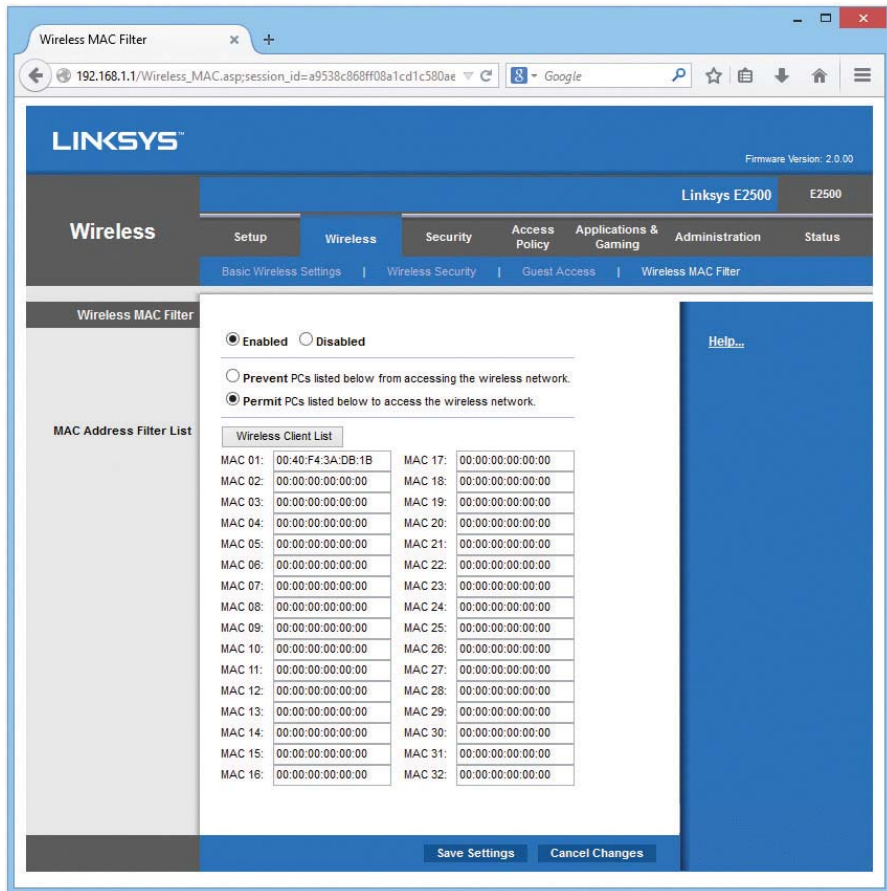 Wireless MAC Filter
192.168.1.1/Wireless_MAC.asp;session_id=a9538c868ff08a1cd1c580ae
Google
LINKSYS™
Firmware Version: 2.0.00
Linksys E2500
E2500
Wireless
Setup
Wireless
Security
Access Policy
Applications & Gaming
Administration
Status
Basic Wireless Settings | Wireless Security | Guest Access | Wireless MAC Filter
Wireless MAC Filter
Enabled Disabled
Help...
Prevent PCs listed below from accessing the wireless network.
Permit PCs listed below to access the wireless network.
MAC Address Filter List
Wireless Client List
MAC 01: 00:40:F4:3A:DB:1B MAC 17: 00:00:00:00:00:00
MAC 02: 00:00:00:00:00:00 MAC 18: 00:00:00:00:00:00
MAC 03: 00:00:00:00:00:00 MAC 19: 00:00:00:00:00:00
MAC 04: 00:00:00:00:00:00 MAC 20: 00:00:00:00:00:00
MAC 05: 00:00:00:00:00:00 MAC 21: 00:00:00:00:00:00
MAC 06: 00:00:00:00:00:00 MAC 22: 00:00:00:00:00:00
MAC 07: 00:00:00:00:00:00 MAC 23: 00:00:00:00:00:00
MAC 08: 00:00:00:00:00:00 MAC 24: 00:00:00:00:00:00
MAC 09: 00:00:00:00:00:00 MAC 25: 00:00:00:00:00:00
MAC 10: 00:00:00:00:00:00 MAC 26: 00:00:00:00:00:00
MAC 11: 00:00:00:00:00:00 MAC 27: 00:00:00:00:00:00
MAC 12: 00:00:00:00:00:00 MAC 28: 00:00:00:00:00:00
MAC 13: 00:00:00:00:00:00 MAC 29: 00:00:00:00:00:00
MAC 14: 00:00:00:00:00:00 MAC 30: 00:00:00:00:00:00
MAC 15: 00:00:00:00:00:00 MAC 31: 00:00:00:00:00:00
MAC 16: 00:00:00:00:00:00 MAC 32: 00:00:00:00:00:00
Save Settings Cancel Changes